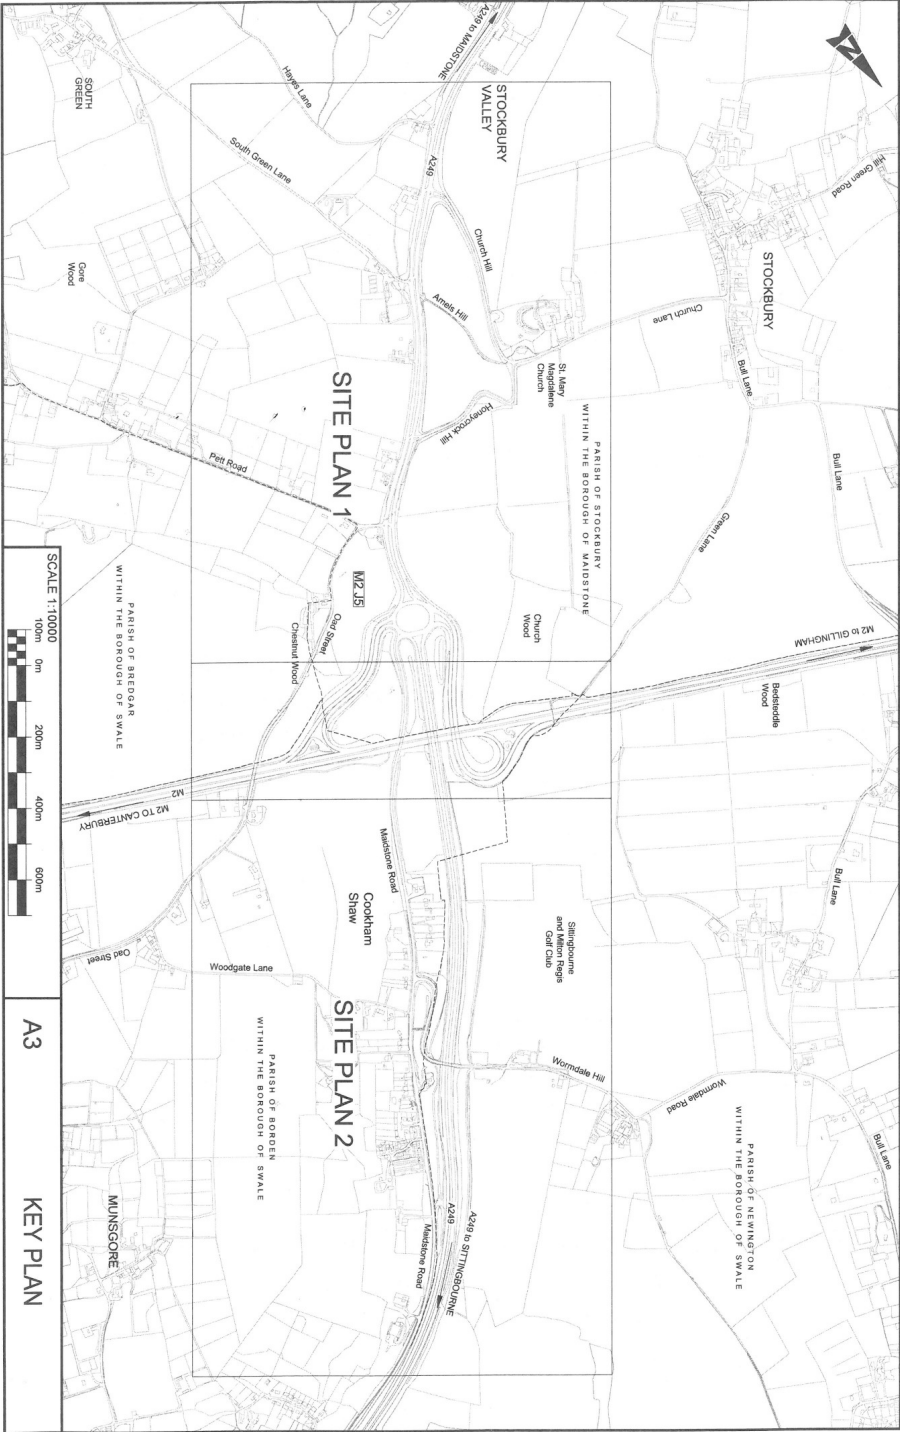 A249 to MAIDSTONE
STOCKBURY
VALLEY
Hill Green Road
SOUTH
GREEN
Hayes Lane
South Green Lane
A249
Church Hill
STOCKBURY
Gore
Wood
Amels Hill
Church Lane
St. Mary
Magdalene
Church
Bull Lane
SITE PLAN 1
Honeycrock Hill
PARISH OF STOCKBURY
WITHIN THE BOROUGH OF MAIDSTONE
Pett Road
Bull Lane
Green Lane
M2 J5
Oad Street
Chestnut Wood
Church
Wood
PARISH OF BREDGAR
WITHIN THE BOROUGH OF SWALE
M2 to GILLINGHAM
Bedsteddle
Wood
M2
M2 TO CANTERBURY
Maidstone Road
Cookham
Shaw
Sittingbourne
and Milton Regis
Golf Club
Bull Lane
Oad Street
Woodgate Lane
SITE PLAN 2
PARISH OF BORDEN
WITHIN THE BOROUGH OF SWALE
Wormdale Hill
Wormdale Road
PARISH OF NEWINGTON
WITHIN THE BOROUGH OF SWALE
Bull Lane
MUNSGORE
A249
A249 to SITTINGBOURNE
Maidstone Road
N
SCALE 1:10000
100m 0m 200m 400m 600m
A3
KEY PLAN